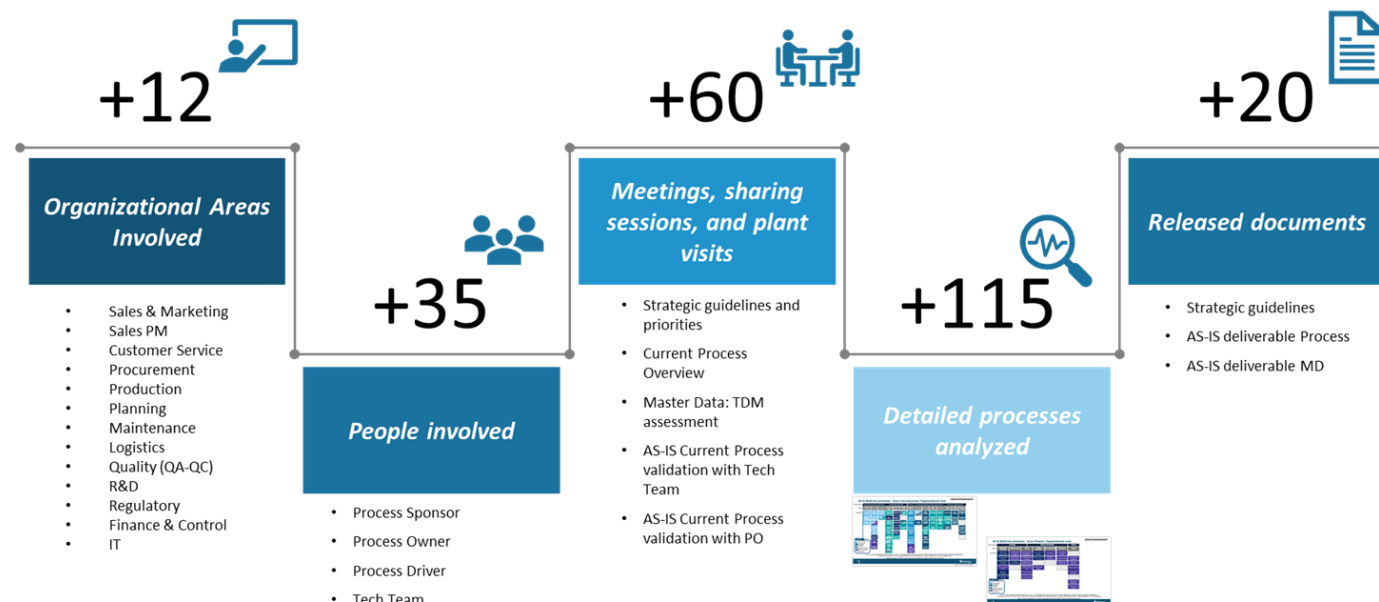 +12
Organizational Areas
Involved
• Sales & Marketing
• Sales PM
• Customer Service
• Procurement
• Production
• Planning
• Maintenance
• Logistics
• Quality (QA-QC)
• R&D
• Regulatory
• Finance & Control
• IT
+35
People involved
• Process Sponsor
• Process Owner
• Process Driver
• Tech Team
+60
Meetings, sharing
sessions, and plant
visits
• Strategic guidelines and
priorities
• Current Process
Overview
• Master Data: TDM
assessment
• AS-IS Current Process
validation with Tech
Team
• AS-IS Current Process
validation with PO
+115
Detailed processes
analyzed
+20
Released documents
• Strategic guidelines
• AS-IS deliverable Process
• AS-IS deliverable MD